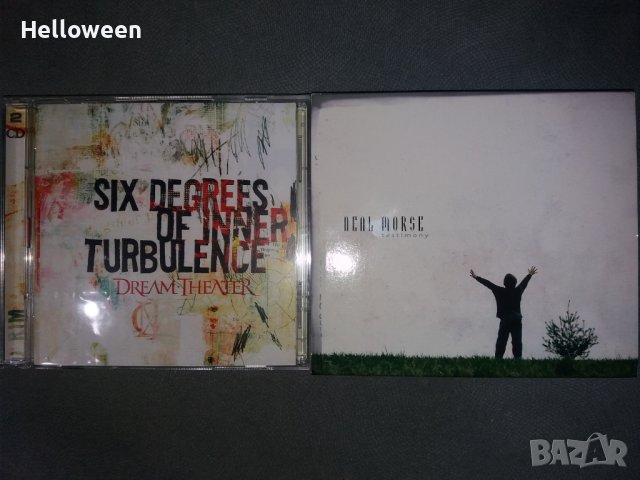 Helloween
2
CD
SIX DEGREES
OF INNER
TURBULENCE
DREAM THEATER
NEAL MORSE
testimony
BAZAR